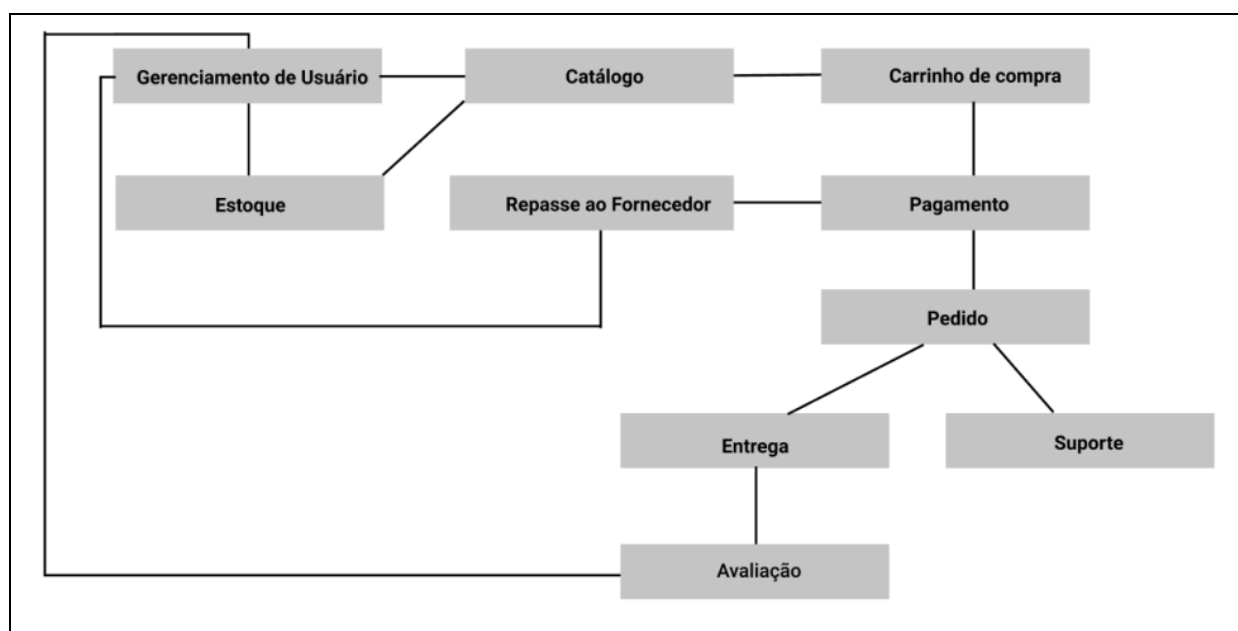 Gerenciamento de Usuário
Catálogo
Carrinho de compra
Estoque
Repasse ao Fornecedor
Pagamento
Pedido
Entrega
Suporte
Avaliação